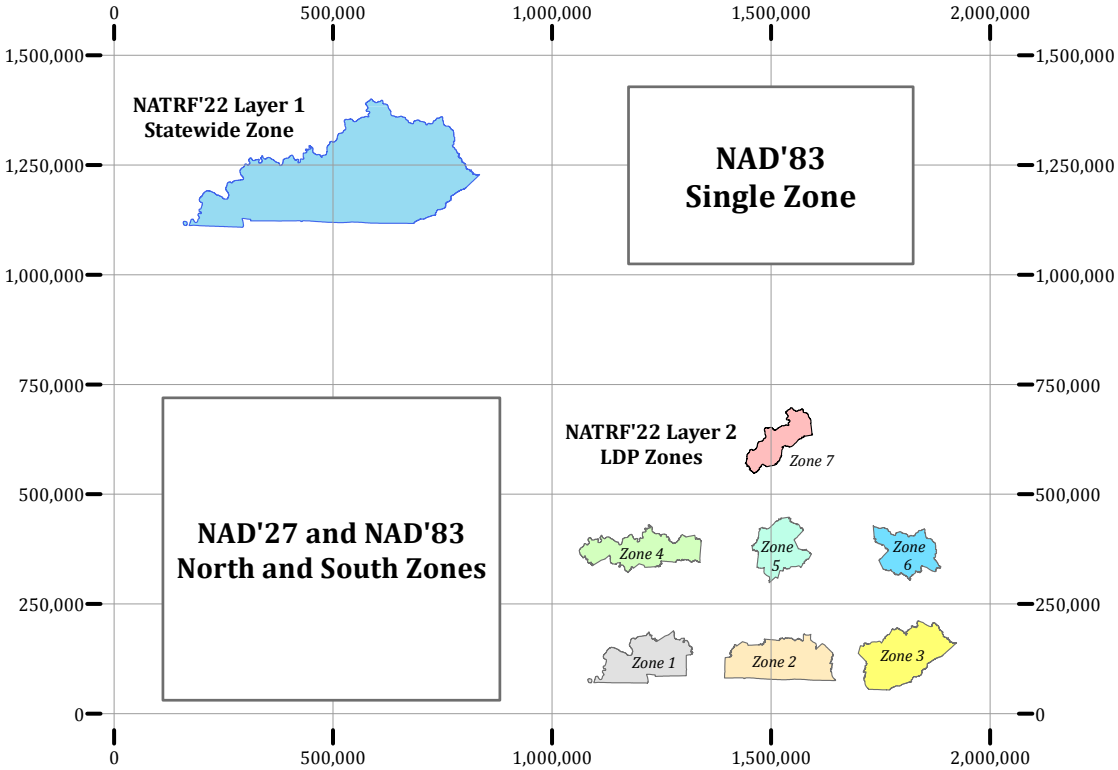 0 500,000 1,000,000 1,500,000 2,000,000
1,500,000 1,500,000
NATRF'22 Layer 1
Statewide Zone
NAD'83
Single Zone
1,250,000 1,250,000
1,000,000 1,000,000
750,000 750,000
NATRF'22 Layer 2
LDP Zones
Zone 7
500,000 500,000
NAD'27 and NAD'83
North and South Zones
Zone 4
Zone
5
Zone
6
250,000 250,000
Zone 1
Zone 2
Zone 3
0 0
0 500,000 1,000,000 1,500,000 2,000,000